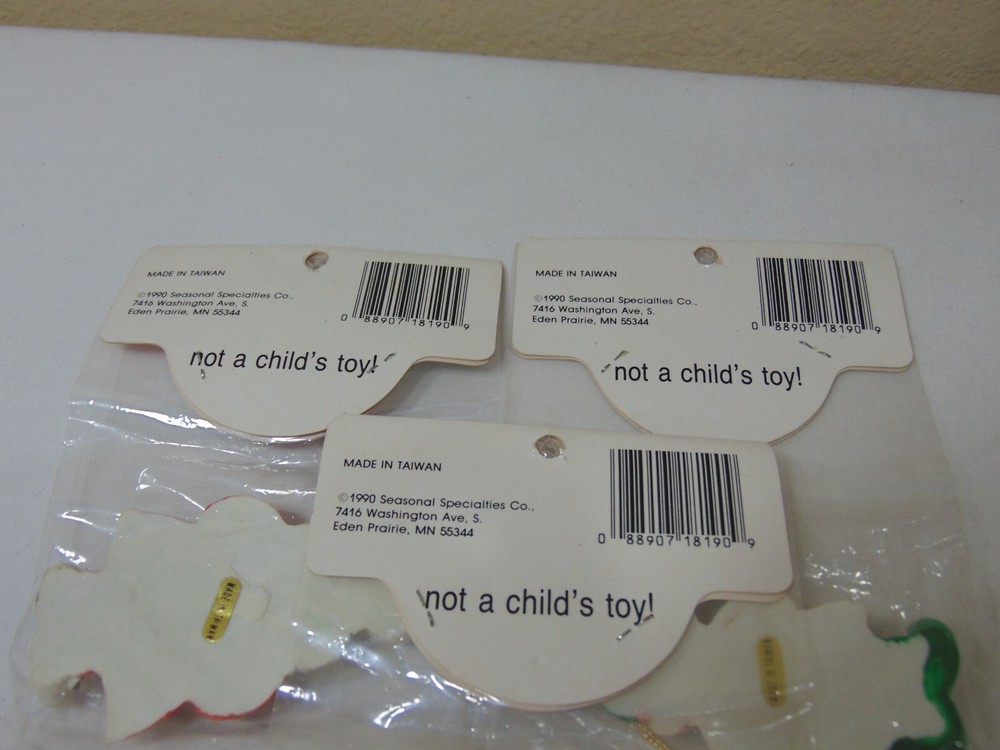 MADE IN TAIWAN
©1990 Seasonal Specialties Co.,
7416 Washington Ave, S.
Eden Prairie, MN 55344
0 88907 18190 9
not a child's toy!
MADE IN TAIWAN
©1990 Seasonal Specialties Co.,
7416 Washington Ave, S.
Eden Prairie, MN 55344
0 88907 18190 9
not a child's toy!
MADE IN TAIWAN
©1990 Seasonal Specialties Co.,
7416 Washington Ave, S.
Eden Prairie, MN 55344
0 88907 18190 9
not a child's toy!
MADE IN TAIWAN